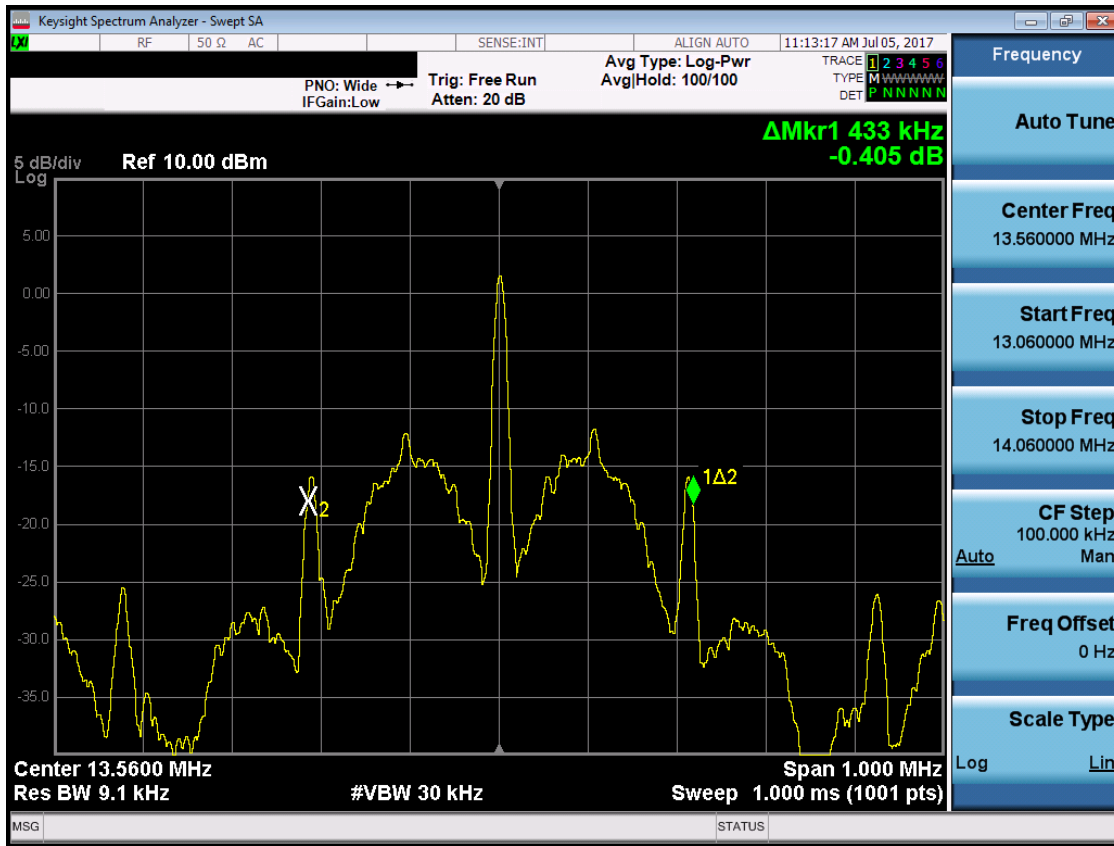 Keysight Spectrum Analyzer - Swept SA
LXI RF 50 Ω AC SENSE:INT ALIGN AUTO 11:13:17 AM Jul 05, 2017
Frequency
PNO: Wide
IFGain:Low
Trig: Free Run
Atten: 20 dB
Avg Type: Log-Pwr
Avg|Hold: 100/100
TRACE 1 2 3 4 5 6
TYPE M WWWWW
DET P N N N N N
ΔMkr1 433 kHz
-0.405 dB
5 dB/div Ref 10.00 dBm
Log
5.00
0.00
-5.00
-10.0
-15.0
-20.0
-25.0
-30.0
-35.0
2
1Δ2
Center 13.5600 MHz Span 1.000 MHz
Res BW 9.1 kHz #VBW 30 kHz Sweep 1.000 ms (1001 pts)
MSG STATUS
Auto Tune
Center Freq
13.560000 MHz
Start Freq
13.060000 MHz
Stop Freq
14.060000 MHz
CF Step
100.000 kHz
Auto Man
Freq Offset
0 Hz
Scale Type
Log Lin